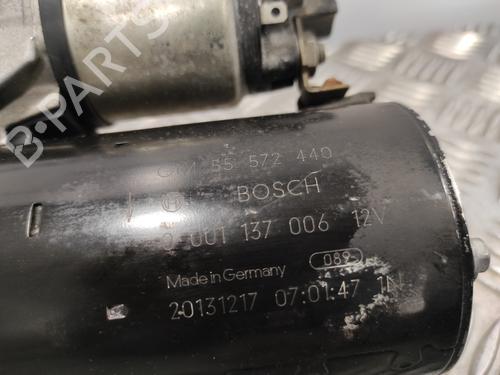 B-PARTS
GM 55 572 440
BOSCH
0 001 137 006 12V
Made in Germany
089
20131217 07:01:47 1N